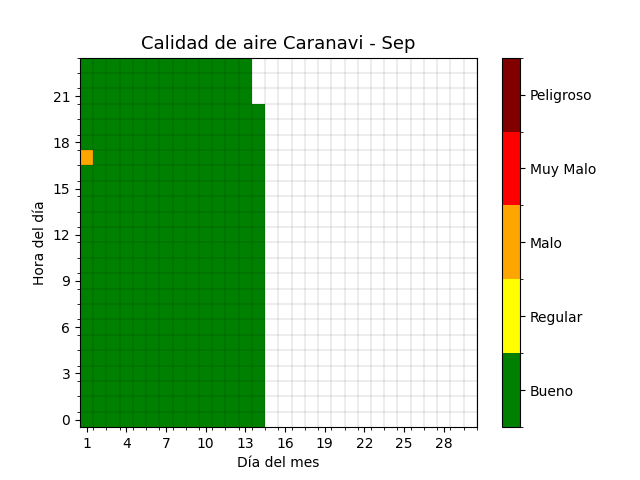 Calidad de aire Caranavi - Sep
Hora del día
21
18
15
12
9
6
3
0
1 4 7 10 13 16 19 22 25 28
Día del mes
Peligroso
Muy Malo
Malo
Regular
Bueno